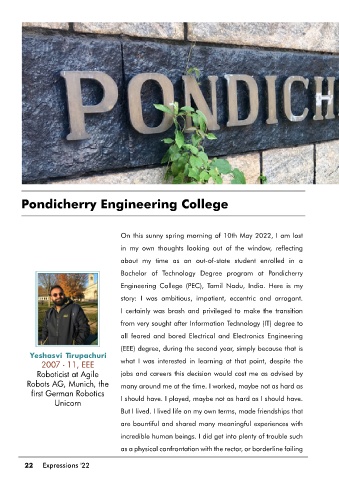 PONDICH
Pondicherry Engineering College
On this sunny spring morning of 10th May 2022, I am lost
in my own thoughts looking out of the window, reflecting
about my time as an out-of-state student enrolled in a
Bachelor of Technology Degree program at Pondicherry
Engineering College (PEC), Tamil Nadu, India. Here is my
story: I was ambitious, impatient, eccentric and arrogant.
I certainly was brash and privileged to make the transition
from very sought after Information Technology (IT) degree to
all feared and bored Electrical and Electronics Engineering
(EEE) degree, during the second year, simply because that is
what I was interested in learning at that point, despite the
jobs and careers this decision would cost me as advised by
many around me at the time. I worked, maybe not as hard as
I should have. I played, maybe not as hard as I should have.
But I lived. I lived life on my own terms, made friendships that
are bountiful and shared many meaningful experiences with
incredible human beings. I did get into plenty of trouble such
as a physical confrontation with the rector, or borderline failing
Yeshasvi Tirupachuri
2007 - 11, EEE
Roboticist at Agile
Robots AG, Munich, the
first German Robotics
Unicorn
22 Expressions '22